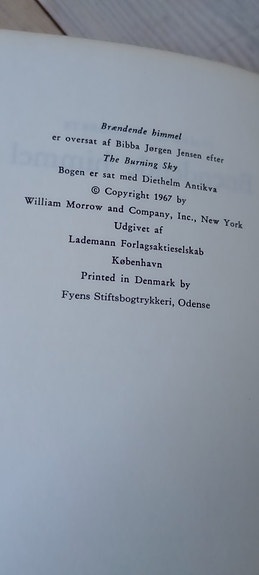 Brændende himmel
er oversat af Bibba Jørgen Jensen efter
The Burning Sky
Bogen er sat med Diethelm Antikva
© Copyright 1967 by
William Morrow and Company, Inc., New York
Udgivet af
Lademann Forlagsaktieselskab
København
Printed in Denmark by
Fyens Stiftsbogtrykkeri, Odense